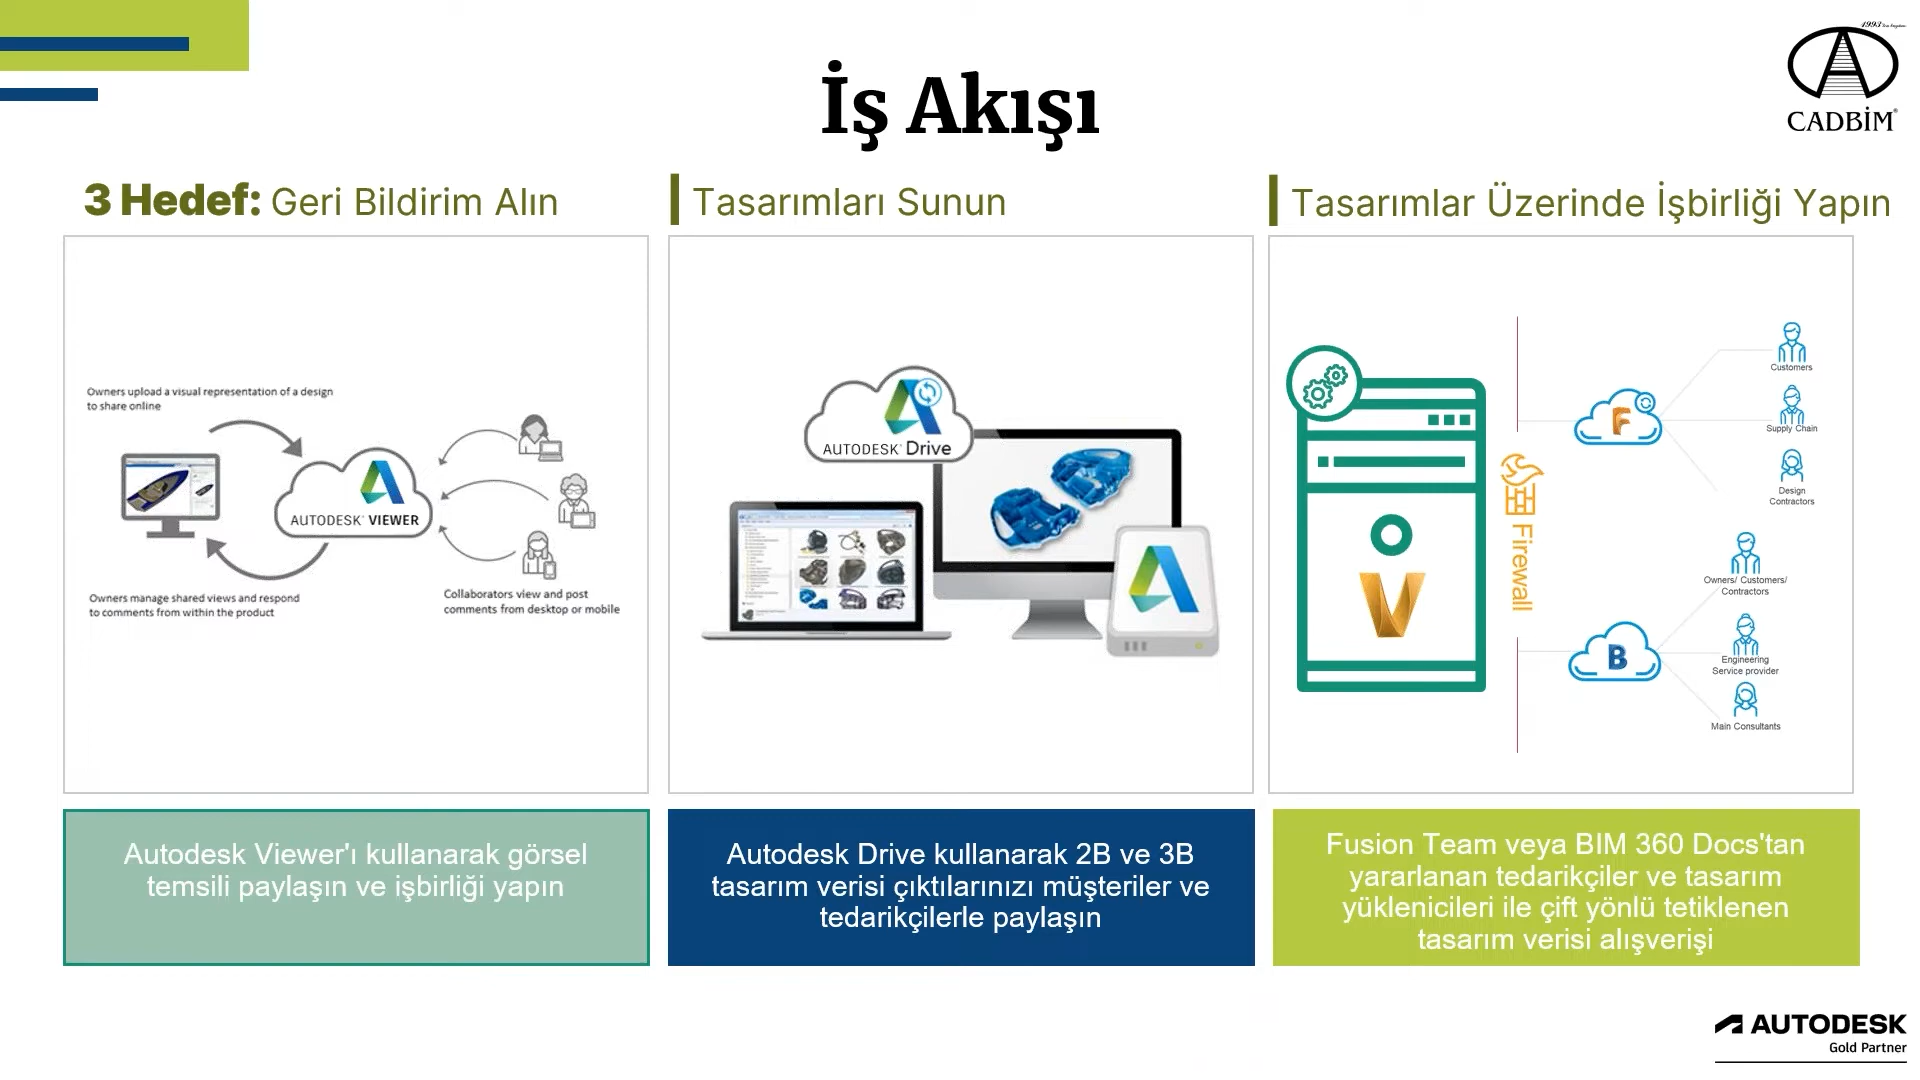 1993
CADBİM
İş Akışı
3 Hedef: Geri Bildirim Alın
Tasarımları Sunun
Tasarımlar Üzerinde İşbirliği Yapın
Owners upload a visual representation of a design
to share online
AUTODESK VIEWER
Owners manage shared views and respond
to comments from within the product
Collaborators view and post
comments from desktop or mobile
AUTODESK Drive
Firewall
F
Customers
Supply Chain
Design
Contractors
V
Owners/ Customers/
Contractors
B
Engineering
Service provider
Main Consultants
Autodesk Viewer'ı kullanarak görsel
temsili paylaşın ve işbirliği yapın
Autodesk Drive kullanarak 2B ve 3B
tasarım verisi çıktılarınızı müşteriler ve
tedarikçilerle paylaşın
Fusion Team veya BIM 360 Docs'tan
yararlanan tedarikçiler ve tasarım
yüklenicileri ile çift yönlü tetiklenen
tasarım verisi alışverişi
AUTODESK
Gold Partner